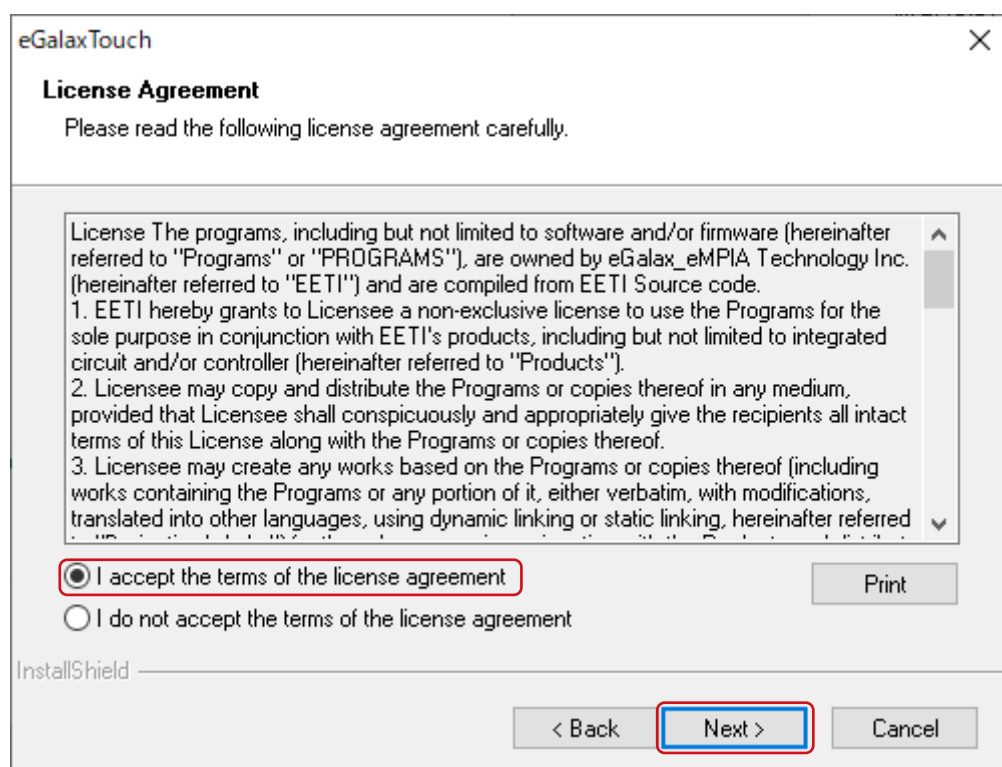 eGalaxTouch
License Agreement
Please read the following license agreement carefully.
License The programs, including but not limited to software and/or firmware (hereinafter
referred to "Programs" or "PROGRAMS"), are owned by eGalax_eMPIA Technology Inc.
(hereinafter referred to "EETI") and are compiled from EETI Source code.
1. EETI hereby grants to Licensee a non-exclusive license to use the Programs for the
sole purpose in conjunction with EETI's products, including but not limited to integrated
circuit and/or controller (hereinafter referred to "Products").
2. Licensee may copy and distribute the Programs or copies thereof in any medium,
provided that Licensee shall conspicuously and appropriately give the recipients all intact
terms of this License along with the Programs or copies thereof.
3. Licensee may create any works based on the Programs or copies thereof (including
works containing the Programs or any portion of it, either verbatim, with modifications,
translated into other languages, using dynamic linking or static linking, hereinafter referred
I accept the terms of the license agreement
Print
I do not accept the terms of the license agreement
InstallShield
< Back
Next >
Cancel